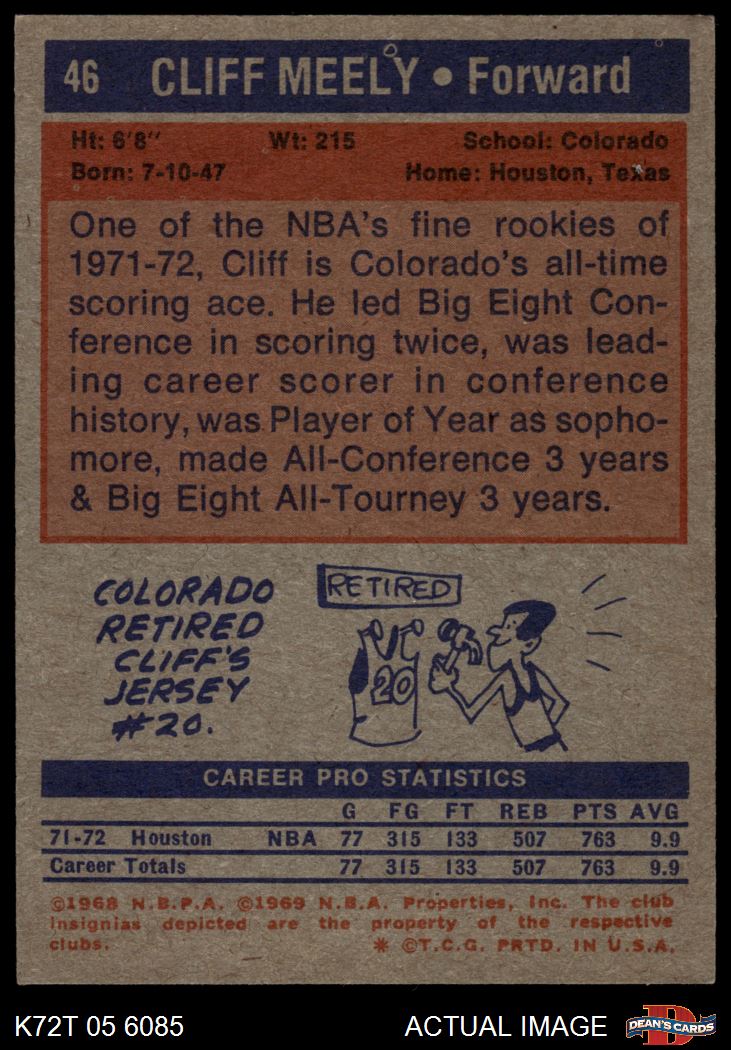 46 CLIFF MEELY • Forward
Ht: 6'8" Wt: 215 School: Colorado
Born: 7-10-47 Home: Houston, Texas
One of the NBA's fine rookies of
1971-72, Cliff is Colorado's all-time
scoring ace. He led Big Eight Con-
ference in scoring twice, was lead-
ing career scorer in conference
history, was Player of Year as sopho-
more, made All-Conference 3 years
& Big Eight All-Tourney 3 years.
COLORADO
RETIRED
CLIFF'S
JERSEY
#20.
RETIRED
20
CAREER PRO STATISTICS
G FG FT REB PTS AVG
71-72 Houston NBA 77 315 133 507 763 9.9
Career Totals 77 315 133 507 763 9.9
©1968 N.B.P.A. ©1969 N.B.A. Properties, Inc. The club
insignias depicted are the property of the respective
clubs. * ©T.C.G. PRTD. IN U.S.A.
K72T 05 6085 ACTUAL IMAGE
D
DEAN'S CARDS